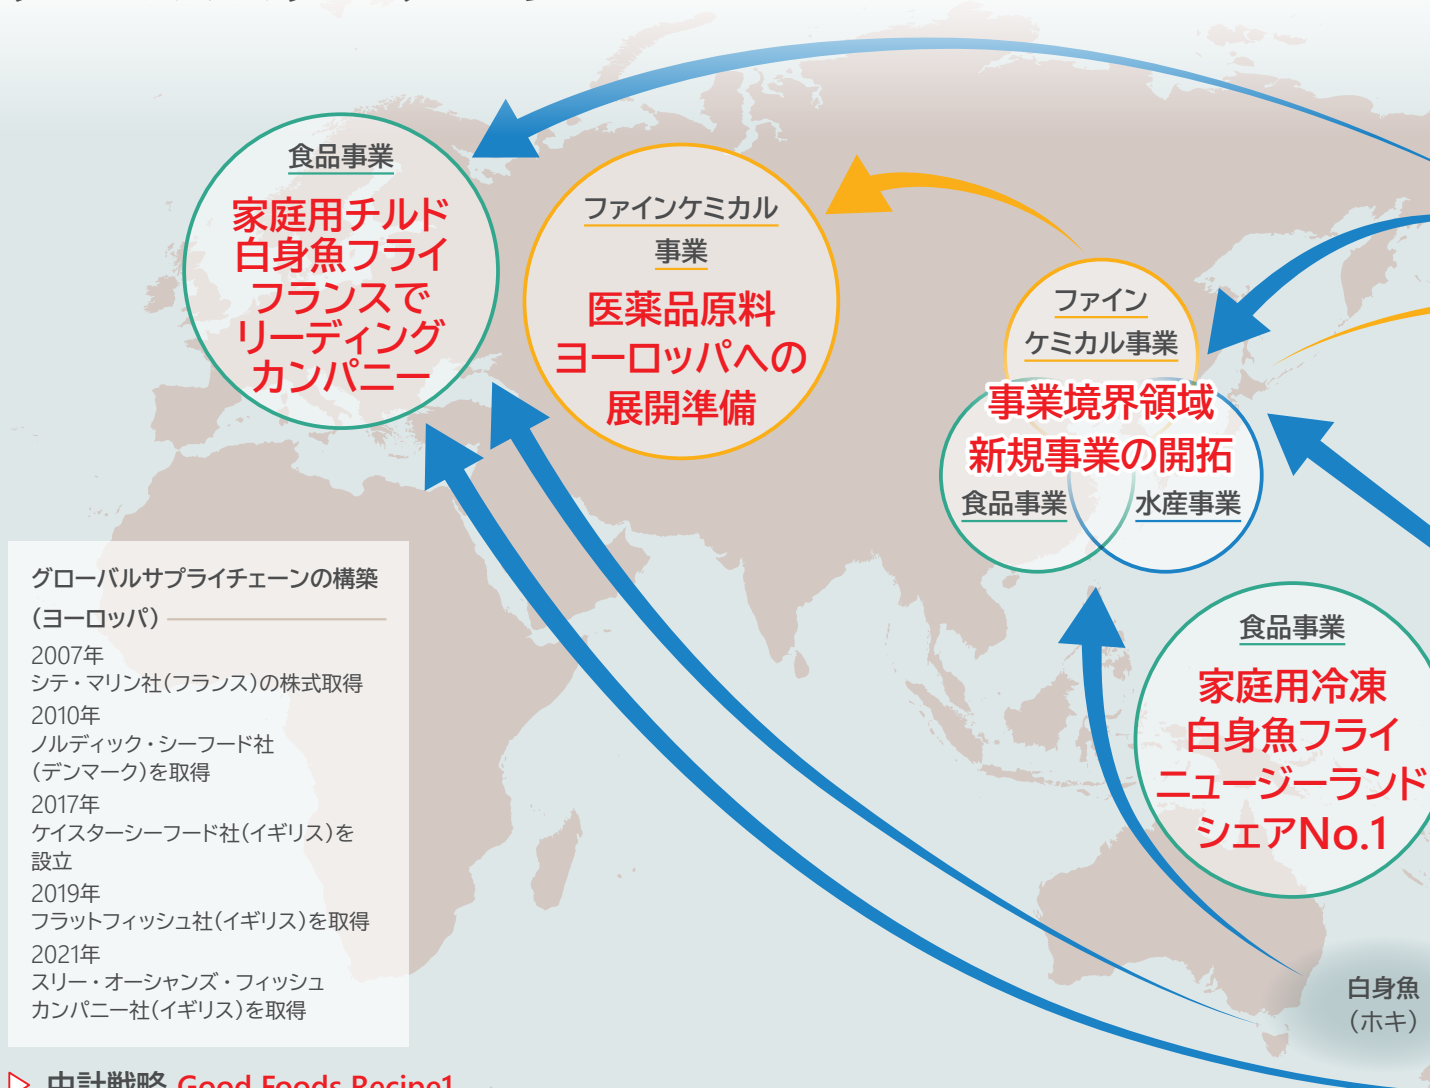 食品事業
家庭用チルド
白身魚フライ
フランスで
リーディング
カンパニー
ファインケミカル
事業
医薬品原料
ヨーロッパへの
展開準備
ファイン
ケミカル事業
事業境界領域
新規事業の開拓
食品事業
水産事業
食品事業
家庭用冷凍
白身魚フライ
ニュージーランド
シェアNo.1
白身魚
（ホキ）
グローバルサプライチェーンの構築
（ヨーロッパ）
2007年
シテ・マリン社（フランス）の株式取得
2010年
ノルディック・シーフード社
（デンマーク）を取得
2017年
ケイスターシーフード社（イギリス）を
設立
2019年
フラットフィッシュ社（イギリス）を取得
2021年
スリー・オーシャンズ・フィッシュ
カンパニー社（イギリス）を取得
中計戦略 Good Foods Recipe1